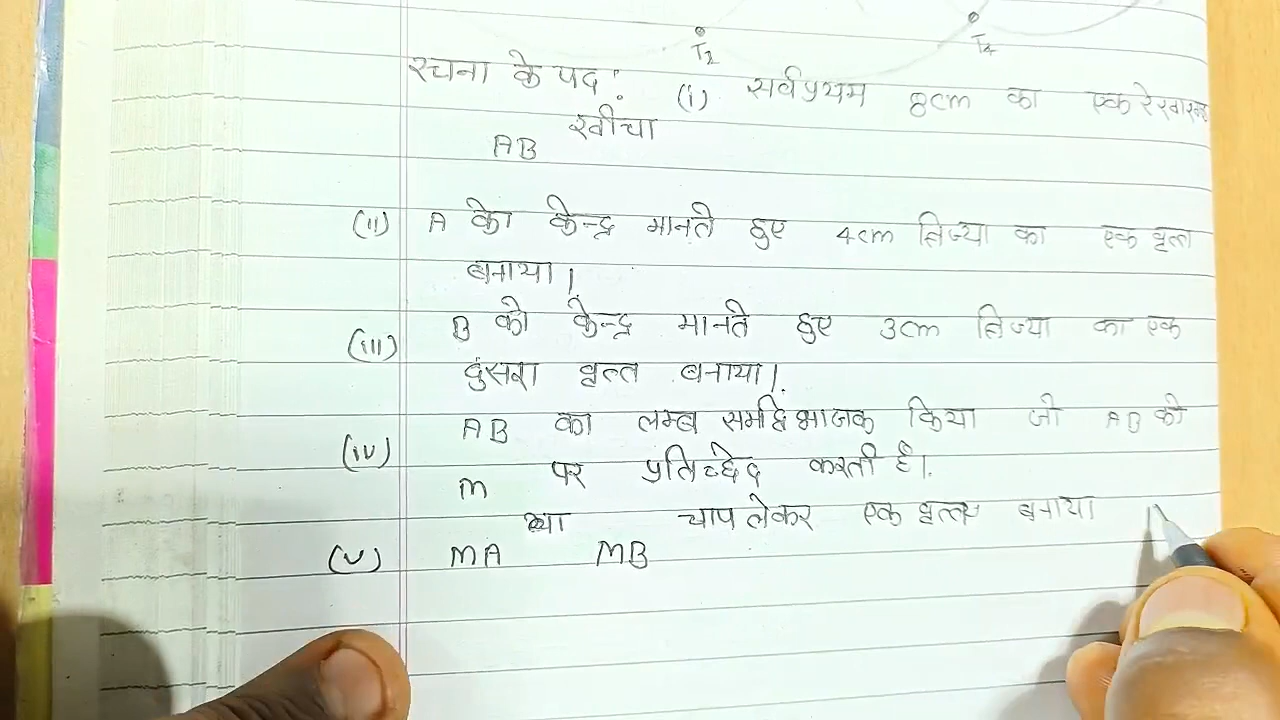 T2
T4
रचना के पद: (i) सर्वप्रथम 8cm का एक रेखाखण्ड
AB खींचा
(ii) A को केन्द्र मानते हुए 4cm त्रिज्या का एक वृत्त
बनाया।
(iii) B को केन्द्र मानते हुए 3cm त्रिज्या का एक
दुसरा वृत्त बनाया।
(iv) AB का लम्ब समद्विभाजक किया जो AB को
M पर प्रतिच्छेद करती है।
(v) MA या MB चाप लेकर एक वृत्त बनाया